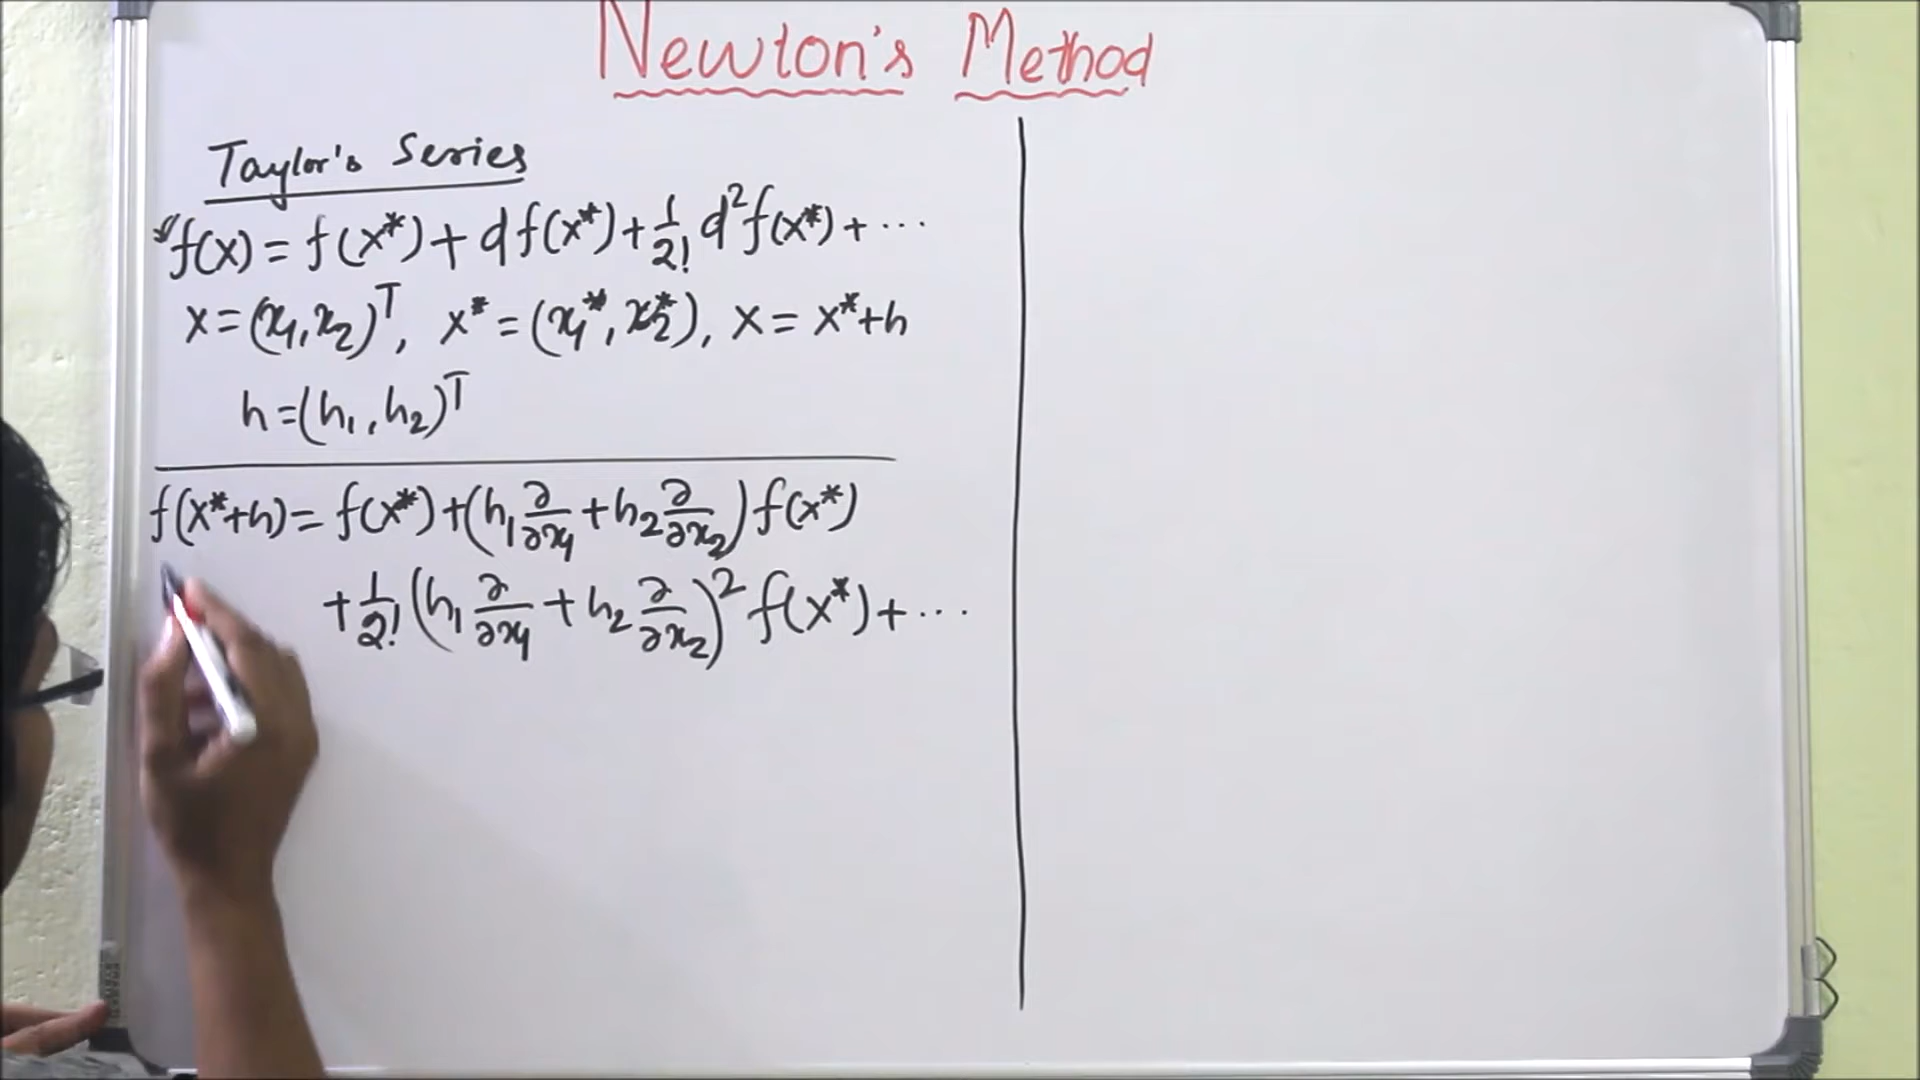 Newton's Method
Taylor's Series
f(x) = f(x*) + df(x*) + 1/2! d²f(x*) + ...
x = (x₁, x₂)ᵀ, x* = (x₁*, x₂*), x = x* + h
h = (h₁, h₂)ᵀ
f(x*+h) = f(x*) + (h₁ ∂/∂x₁ + h₂ ∂/∂x₂) f(x*)
+ 1/2! (h₁ ∂/∂x₁ + h₂ ∂/∂x₂)² f(x*) + ...